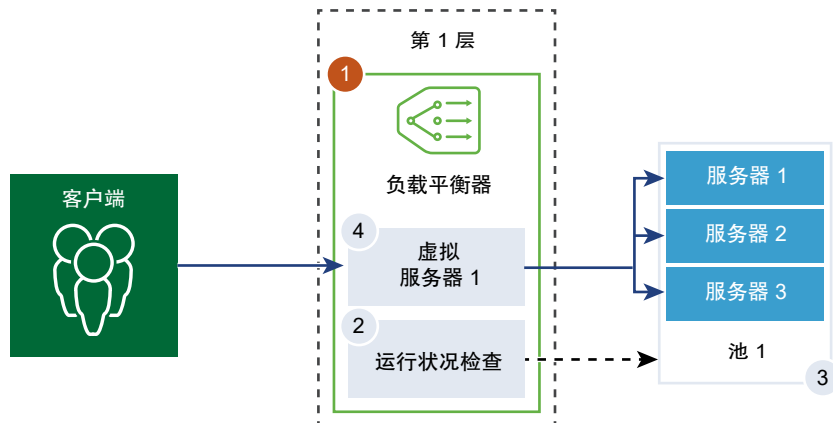 第 1 层
1
负载平衡器
客户端
4
虚拟
服务器 1
2
运行状况检查
服务器 1
服务器 2
服务器 3
池 1
3